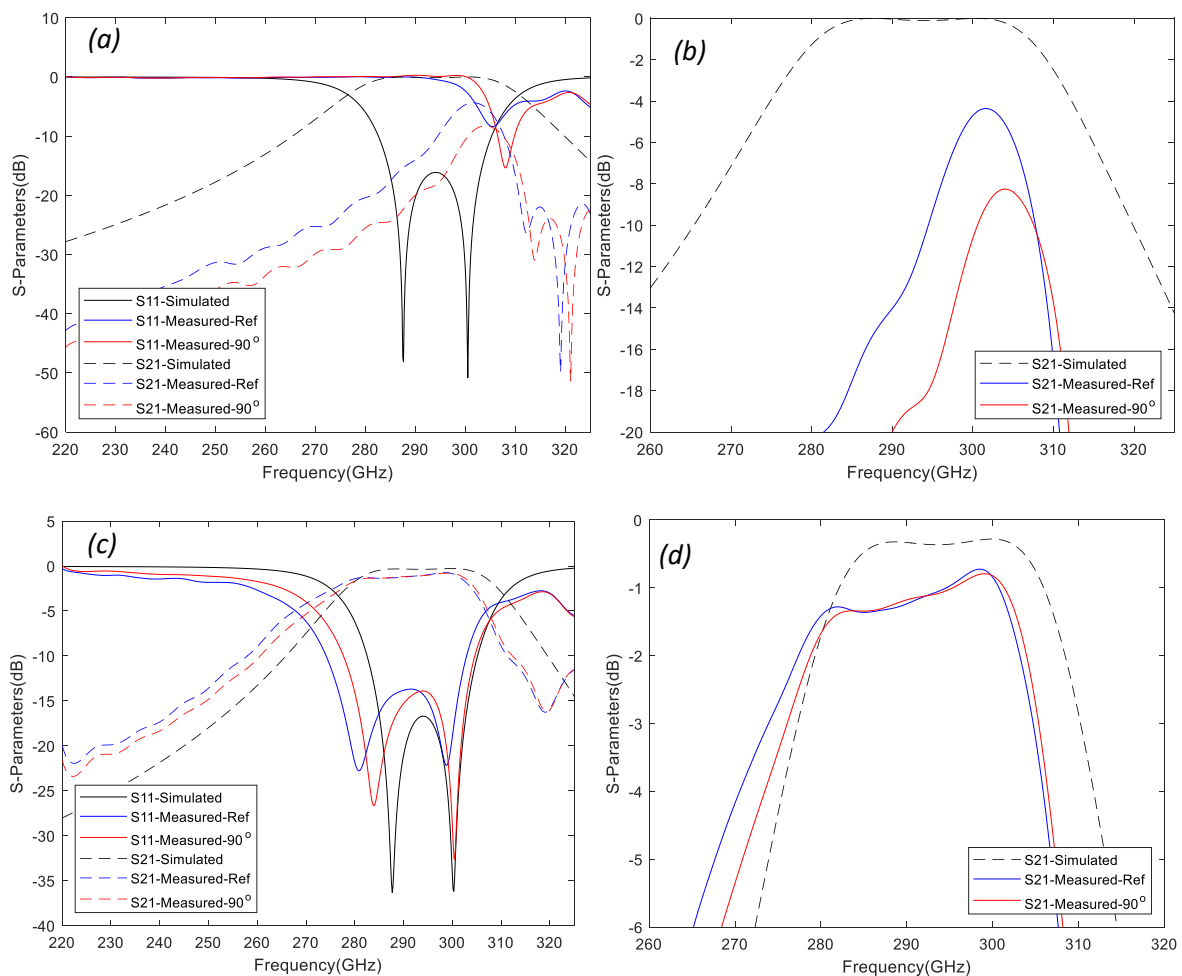 (a)
10
0
-10
-20
-30
-40
-50
-60
S-Parameters(dB)
S11-Simulated
S11-Measured-Ref
S11-Measured-90°
S21-Simulated
S21-Measured-Ref
S21-Measured-90°
220 230 240 250 260 270 280 290 300 310 320
Frequency(GHz)
(b)
0
-2
-4
-6
-8
-10
-12
-14
-16
-18
-20
S-Parameters(dB)
S21-Simulated
S21-Measured-Ref
S21-Measured-90°
260 270 280 290 300 310 320
Frequency(GHz)
(c)
5
0
-5
-10
-15
-20
-25
-30
-35
-40
S-Parameters(dB)
S11-Simulated
S11-Measured-Ref
S11-Measured-90°
S21-Simulated
S21-Measured-Ref
S21-Measured-90°
220 230 240 250 260 270 280 290 300 310 320
Frequency(GHz)
(d)
0
-1
-2
-3
-4
-5
-6
S-Parameters(dB)
S21-Simulated
S21-Measured-Ref
S21-Measured-90°
260 270 280 290 300 310 320
Frequency(GHz)